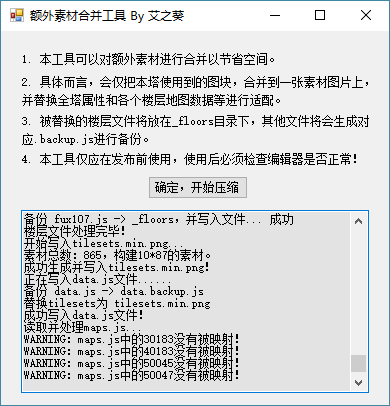 额外素材合并工具 By 艾之葵
1. 本工具可以对额外素材进行合并以节省空间。
2. 具体而言，会仅把本塔使用到的图块，合并到一张素材图片上，
并替换全塔属性和各个楼层地图数据等进行适配。
3. 被替换的楼层文件将放在_floors目录下，其他文件将会生成对
应.backup.js进行备份。
4. 本工具仅应在发布前使用，使用后必须检查编辑器是否正常！
确定，开始压缩
备份 fux107.js -> _floors，并写入文件... 成功
楼层文件处理完毕！
开始写入tilesets.min.png...
素材总数：865，构建10*87的素材。
成功生成并写入tilesets.min.png！
正在写入data.js文件......
备份 data.js -> data.backup.js
替换tilesets为 tilesets.min.png
成功写入data.js文件！
读取并处理maps.js...
WARNING: maps.js中的30183没有被映射！
WARNING: maps.js中的40183没有被映射！
WARNING: maps.js中的50045没有被映射！
WARNING: maps.js中的50047没有被映射！